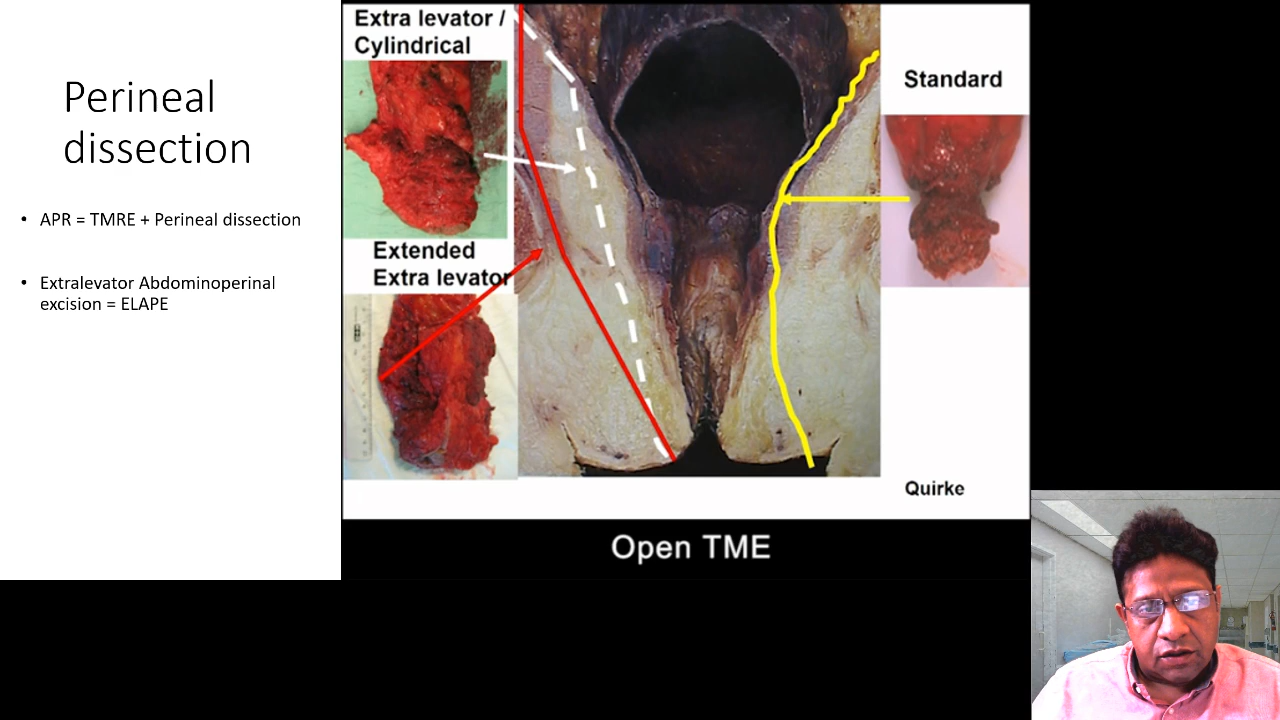 Perineal
dissection
• APR = TMRE + Perineal dissection
• Extralevator Abdominoperinal
excision = ELAPE
Extra levator /
Cylindrical
Extended
Extra levator
Standard
Quirke
Open TME